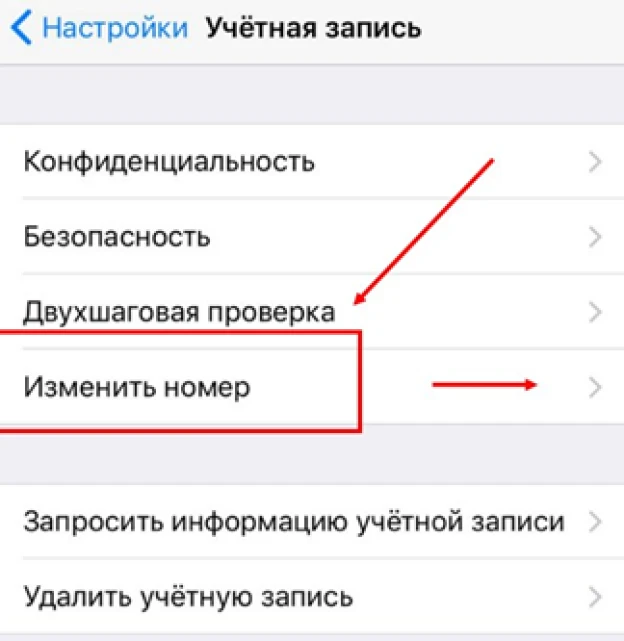 Настройки Учётная запись
Конфиденциальность
Безопасность
Двухшаговая проверка
Изменить номер
Запросить информацию учётной записи
Удалить учётную запись